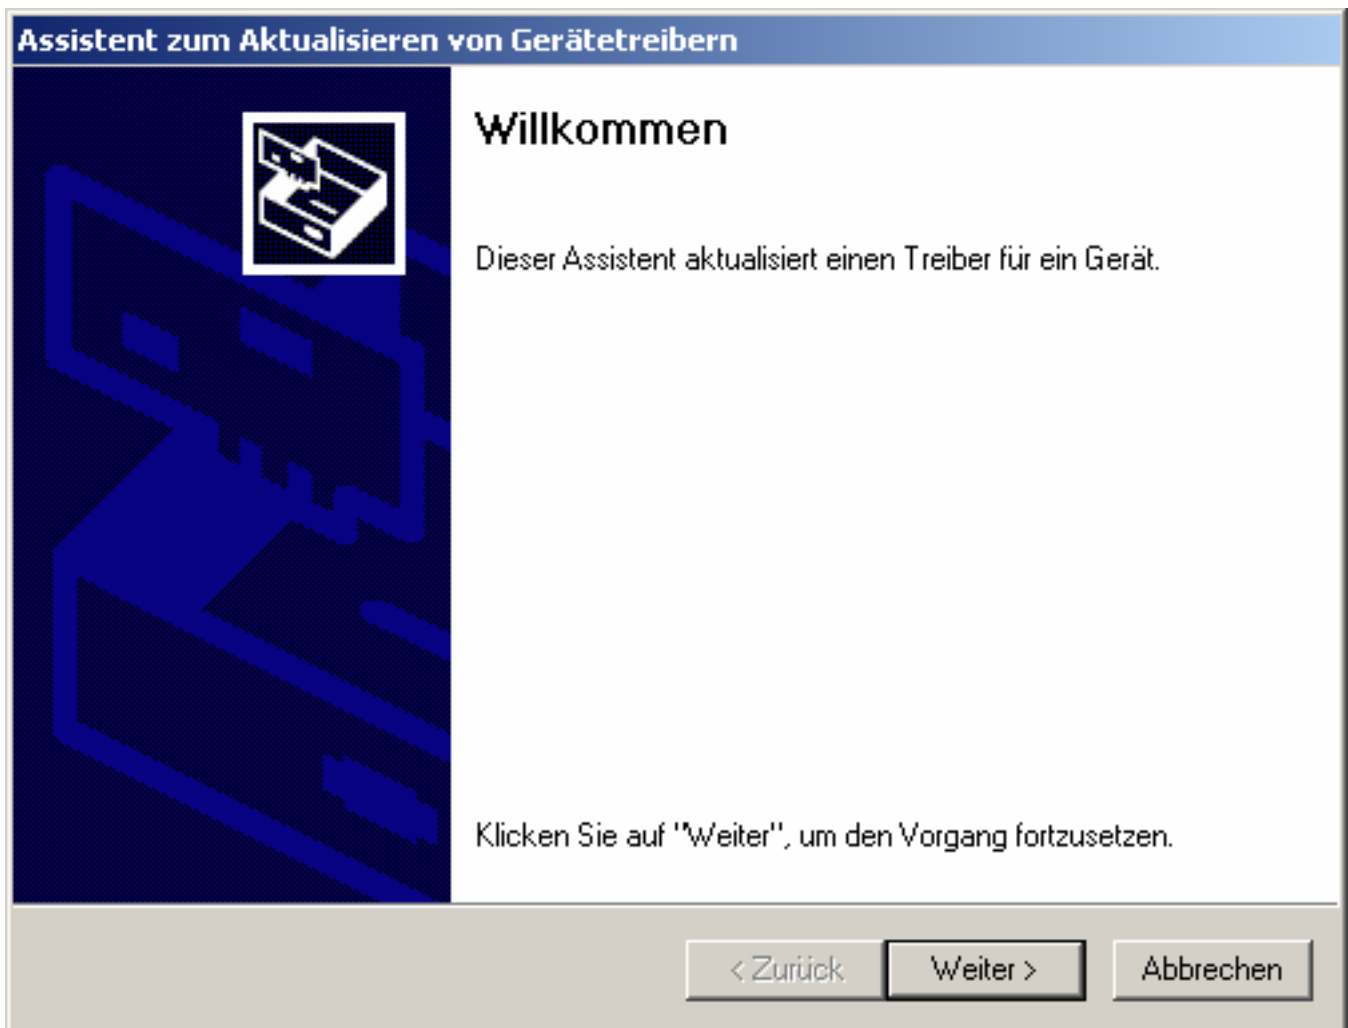 Assistent zum Aktualisieren von Gerätetreibern
Willkommen
Dieser Assistent aktualisiert einen Treiber für ein Gerät.
Klicken Sie auf "Weiter", um den Vorgang fortzusetzen.
< Zurück
Weiter >
Abbrechen